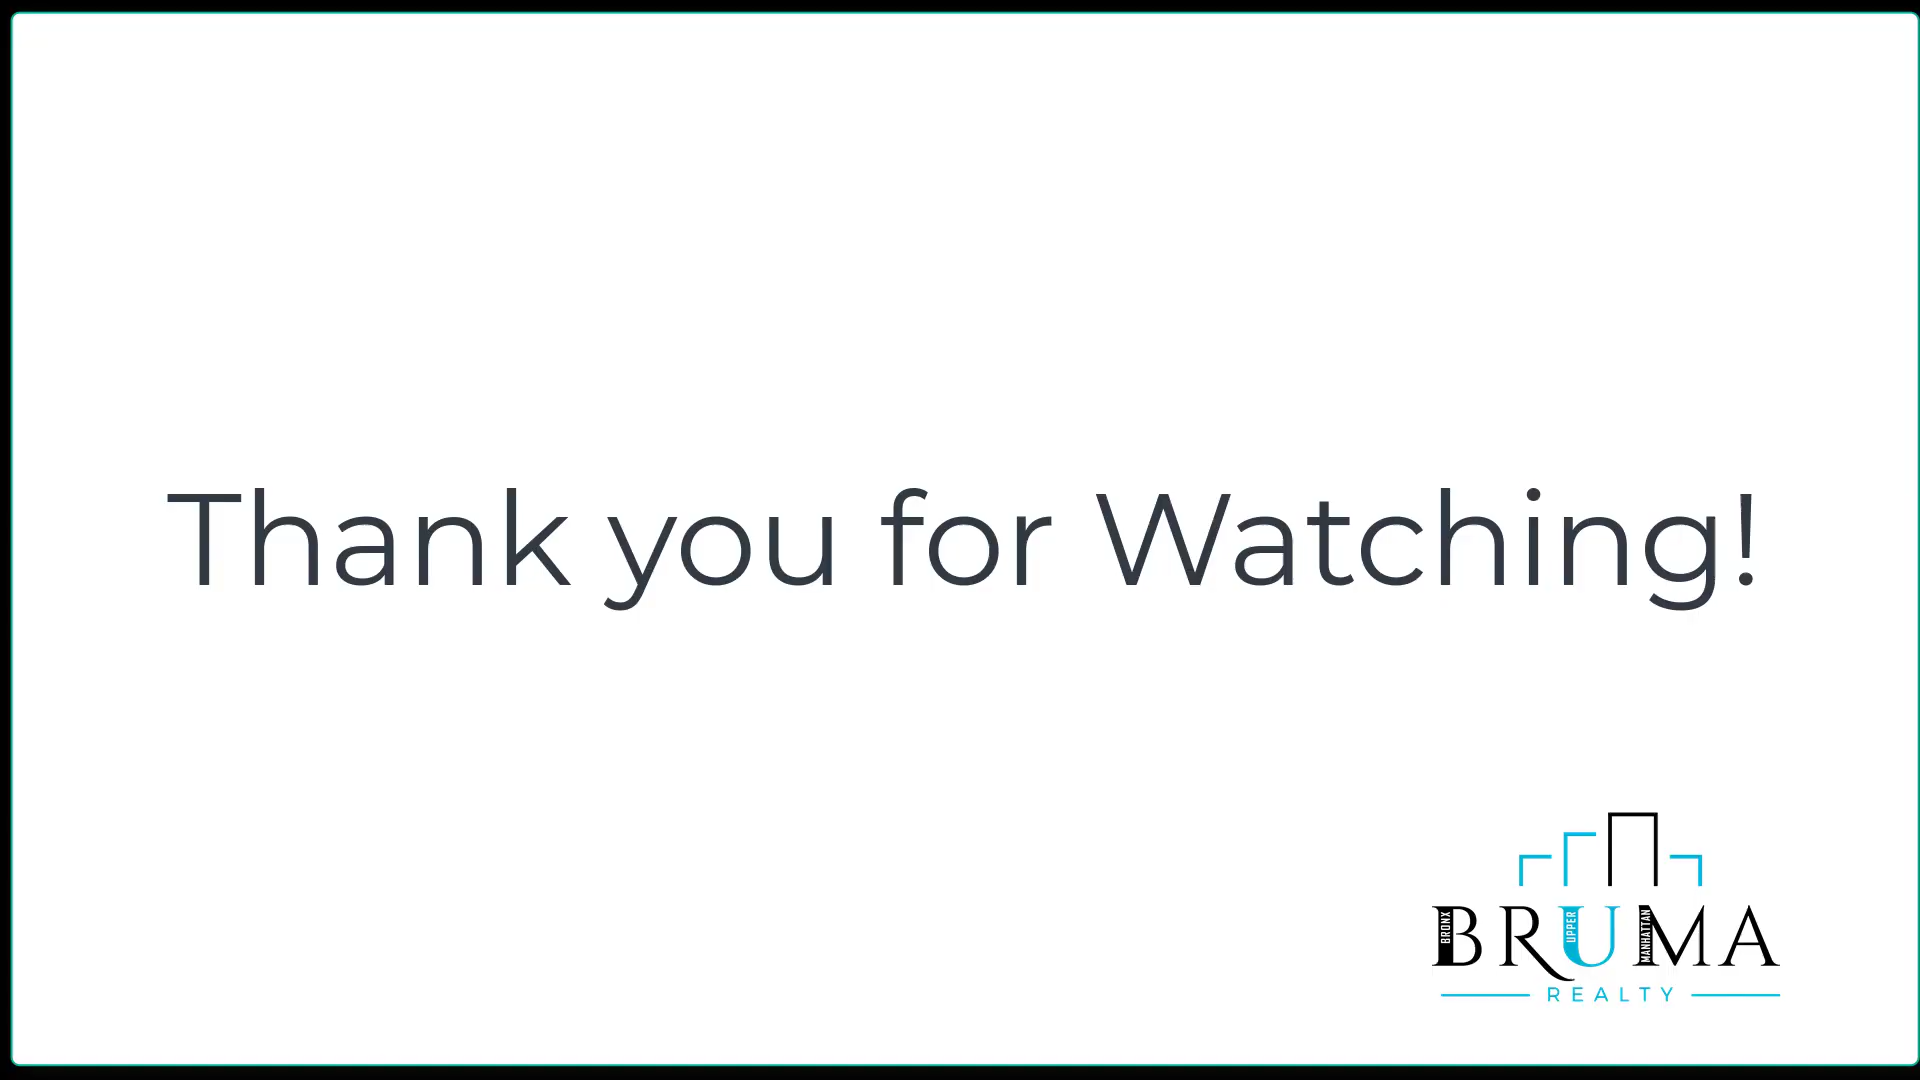 Thank you for Watching!
BRONX
UPPER
MANHATTAN
BRUMA
REALTY